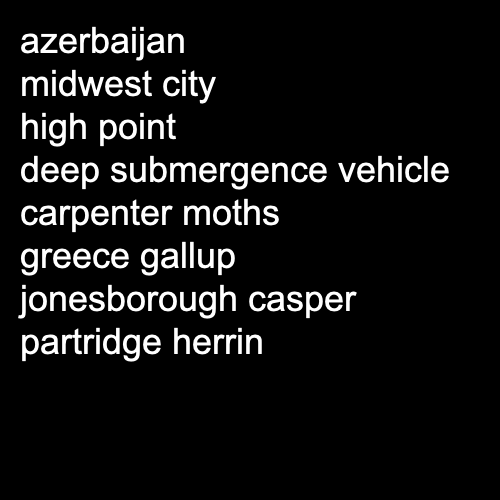 azerbaijan
midwest city
high point
deep submergence vehicle
carpenter moths
greece gallup
jonesborough casper
partridge herrin